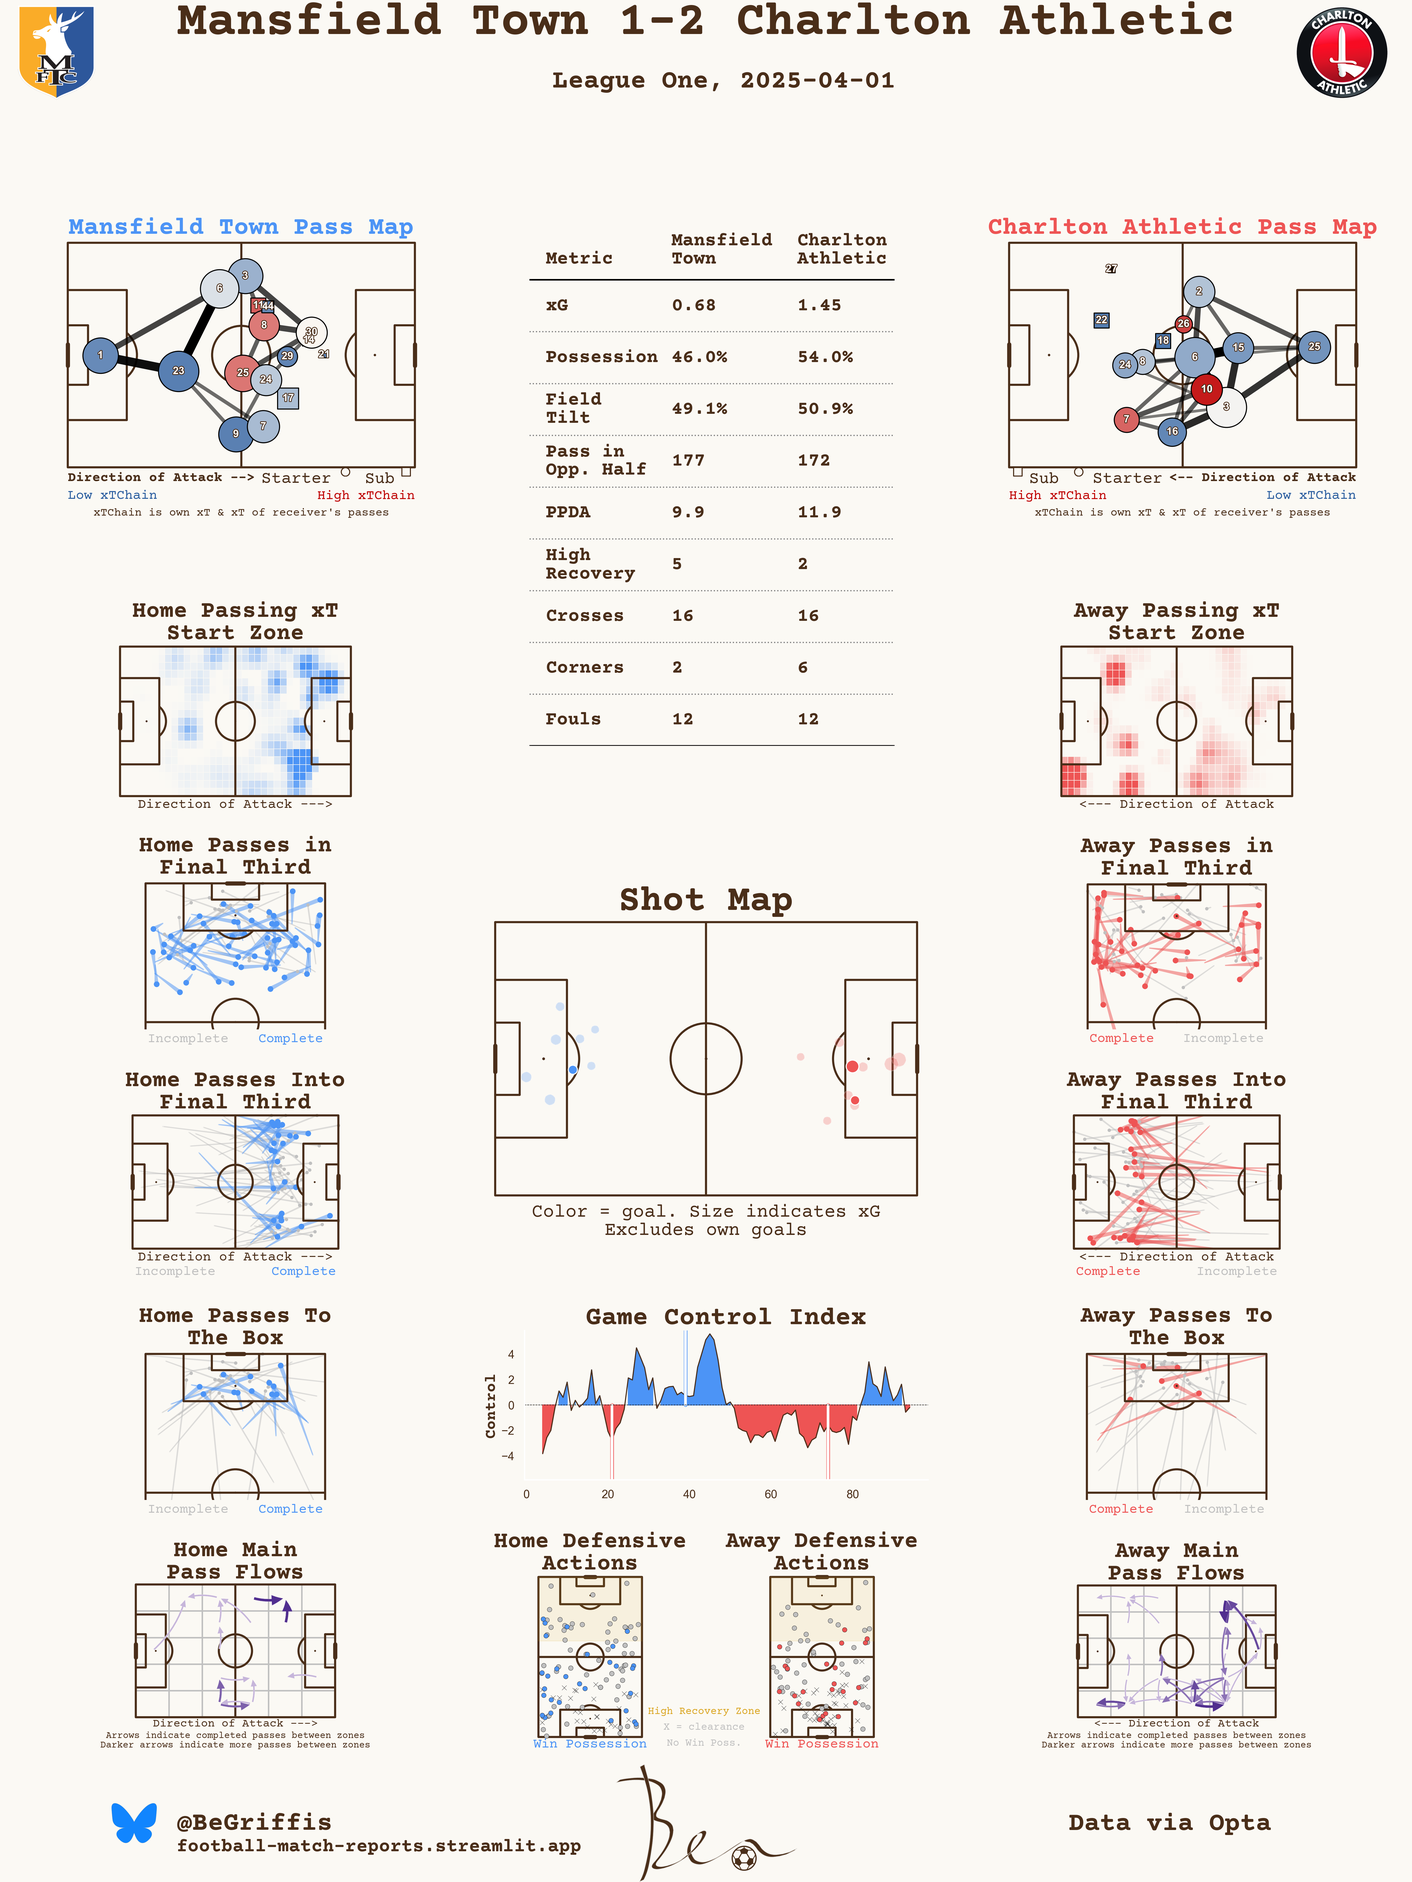 Mansfield Town 1-2 Charlton Athletic
League One, 2025-04-01
M
F T C
CHARLTON
ATHLETIC
Mansfield Town Pass Map
1
23
6
3
11
44
8
30
14
21
29
25
24
17
9
7
Direction of Attack --> Starter Sub
Low xTChain High xTChain
xTChain is own xT & xT of receiver's passes
Metric Mansfield Town Charlton Athletic
xG 0.68 1.45
Possession 46.0% 54.0%
Field Tilt 49.1% 50.9%
Pass in Opp. Half 177 172
PPDA 9.9 11.9
High Recovery 5 2
Crosses 16 16
Corners 2 6
Fouls 12 12
Charlton Athletic Pass Map
27
2
22
26
18
24
8
6
15
25
10
3
7
16
Sub Starter <-- Direction of Attack
High xTChain Low xTChain
xTChain is own xT & xT of receiver's passes
Home Passing xT
Start Zone
Direction of Attack --->
Away Passing xT
Start Zone
<--- Direction of Attack
Home Passes in
Final Third
Incomplete Complete
Away Passes in
Final Third
Complete Incomplete
Shot Map
Color = goal. Size indicates xG
Excludes own goals
Home Passes Into
Final Third
Direction of Attack --->
Incomplete Complete
Away Passes Into
Final Third
<--- Direction of Attack
Complete Incomplete
Home Passes To
The Box
Incomplete Complete
Game Control Index
Control
4
2
0
−2
−4
0 20 40 60 80
Away Passes To
The Box
Complete Incomplete
Home Main
Pass Flows
Direction of Attack --->
Arrows indicate completed passes between zones
Darker arrows indicate more passes between zones
Home Defensive
Actions
Win Possession
High Recovery Zone
X = clearance
No Win Poss.
Away Defensive
Actions
Win Possession
Away Main
Pass Flows
<--- Direction of Attack
Arrows indicate completed passes between zones
Darker arrows indicate more passes between zones
@BeGriffis
football-match-reports.streamlit.app
Ben
Data via Opta